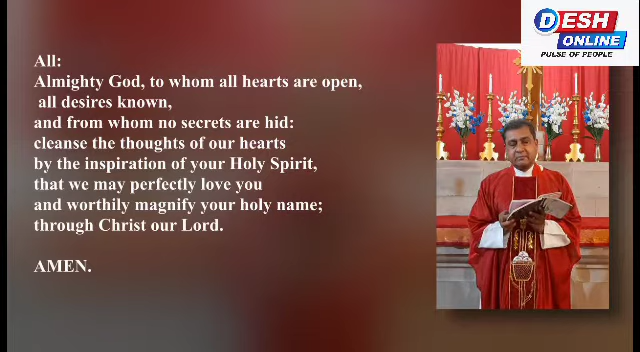 DESH
ONLINE
PULSE OF PEOPLE
All:
Almighty God, to whom all hearts are open,
all desires known,
and from whom no secrets are hid:
cleanse the thoughts of our hearts
by the inspiration of your Holy Spirit,
that we may perfectly love you
and worthily magnify your holy name;
through Christ our Lord.
AMEN.